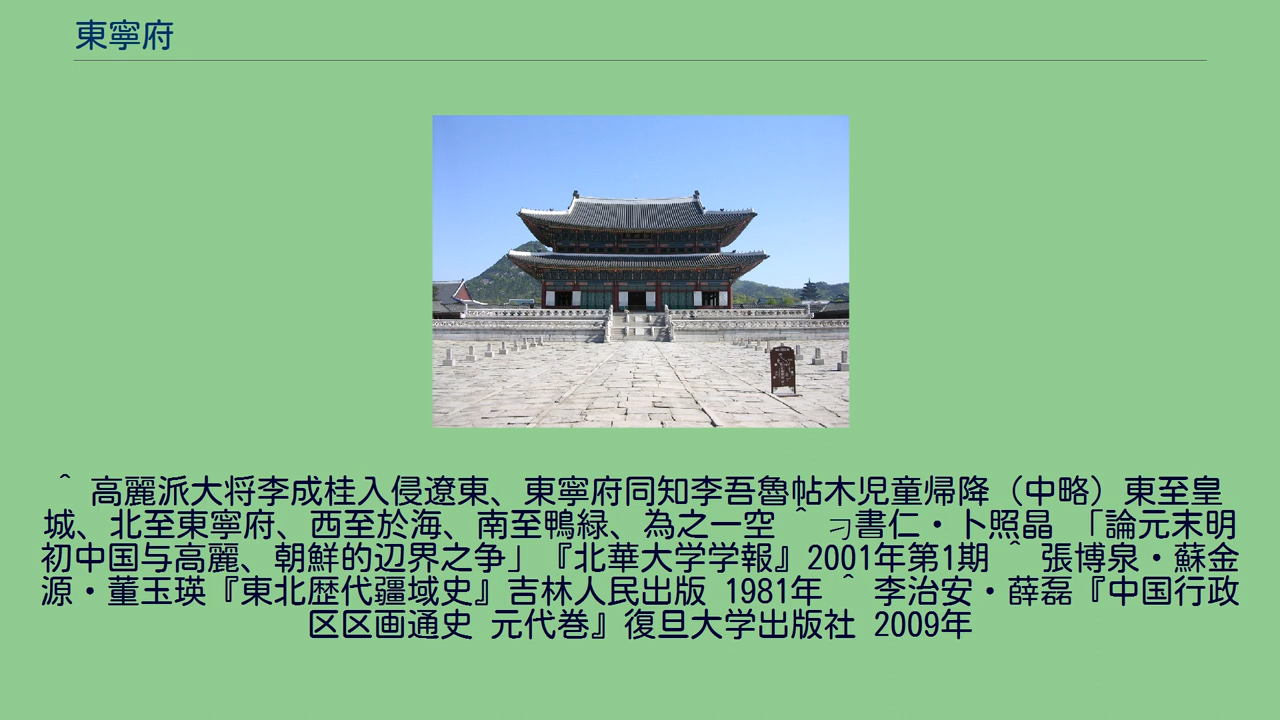 東寧府
^ 高麗派大将李成桂入侵遼東、東寧府同知李吾魯帖木児童帰降（中略）東至皇
城、北至東寧府、西至於海、南至鴨緑、為之一空 ^ 刁書仁・卜照晶 「論元末明
初中国与高麗、朝鮮的辺界之争」『北華大学学報』2001年第1期 ^ 張博泉・蘇金
源・董玉瑛『東北歴代疆域史』吉林人民出版 1981年 ^ 李治安・薛磊『中国行政
区区画通史 元代巻』復旦大学出版社 2009年